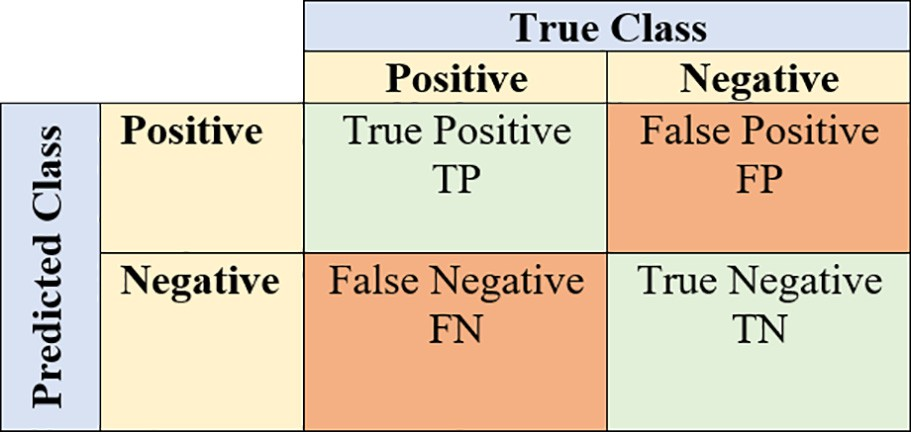 True Class
Positive Negative
Predicted Class
Positive
True Positive
TP
False Positive
FP
Negative
False Negative
FN
True Negative
TN